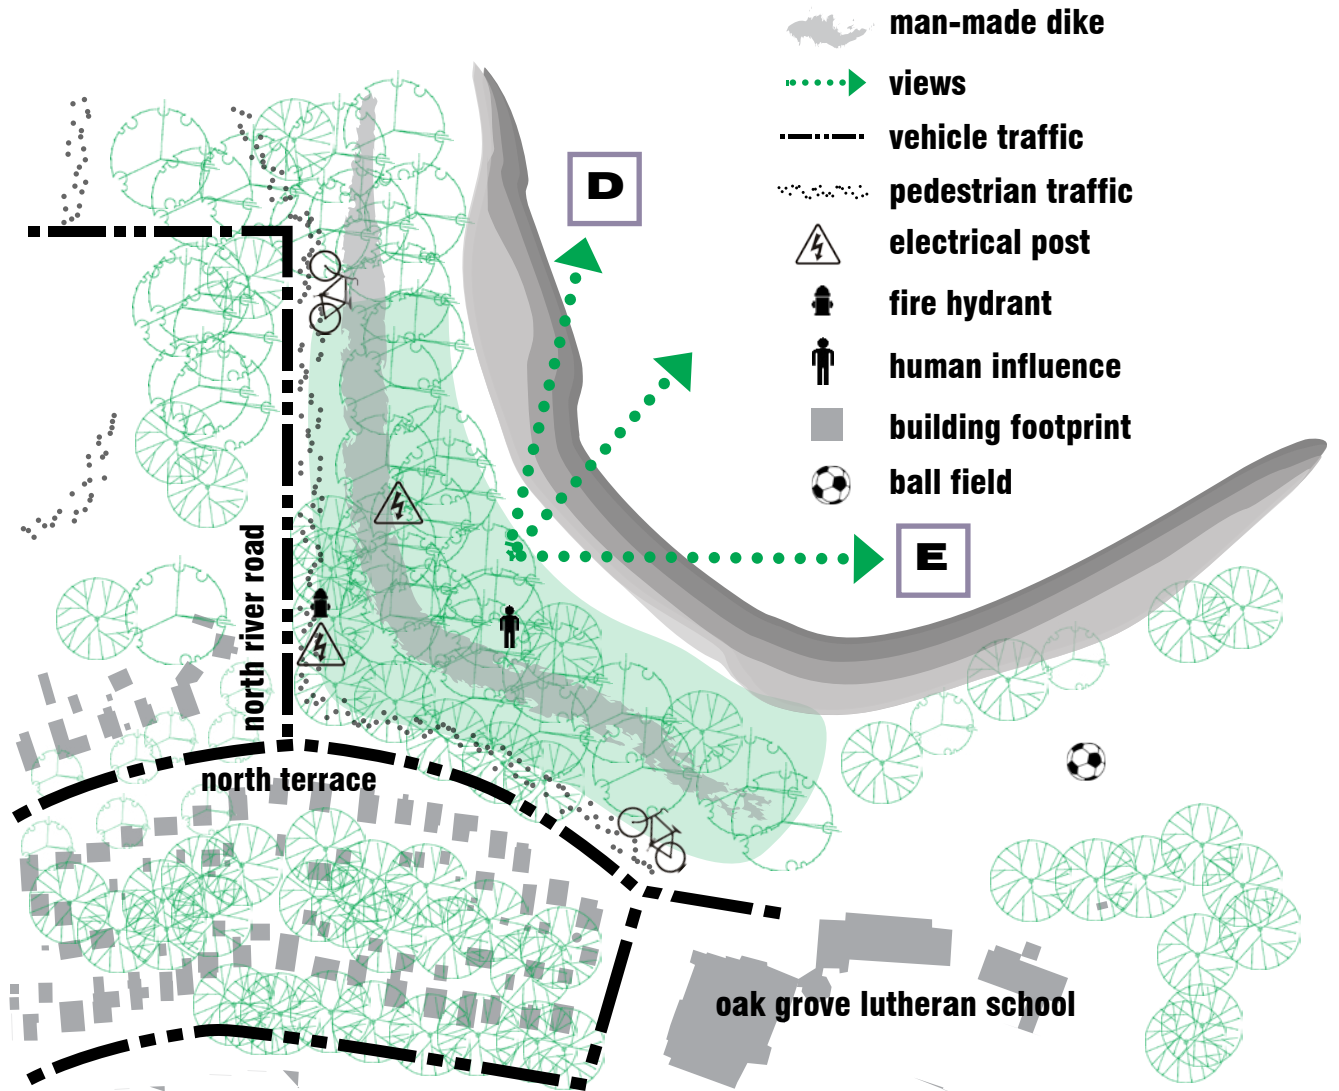 man-made dike
views
vehicle traffic
pedestrian traffic
electrical post
fire hydrant
human influence
building footprint
ball field
D
E
north river road
north terrace
oak grove lutheran school